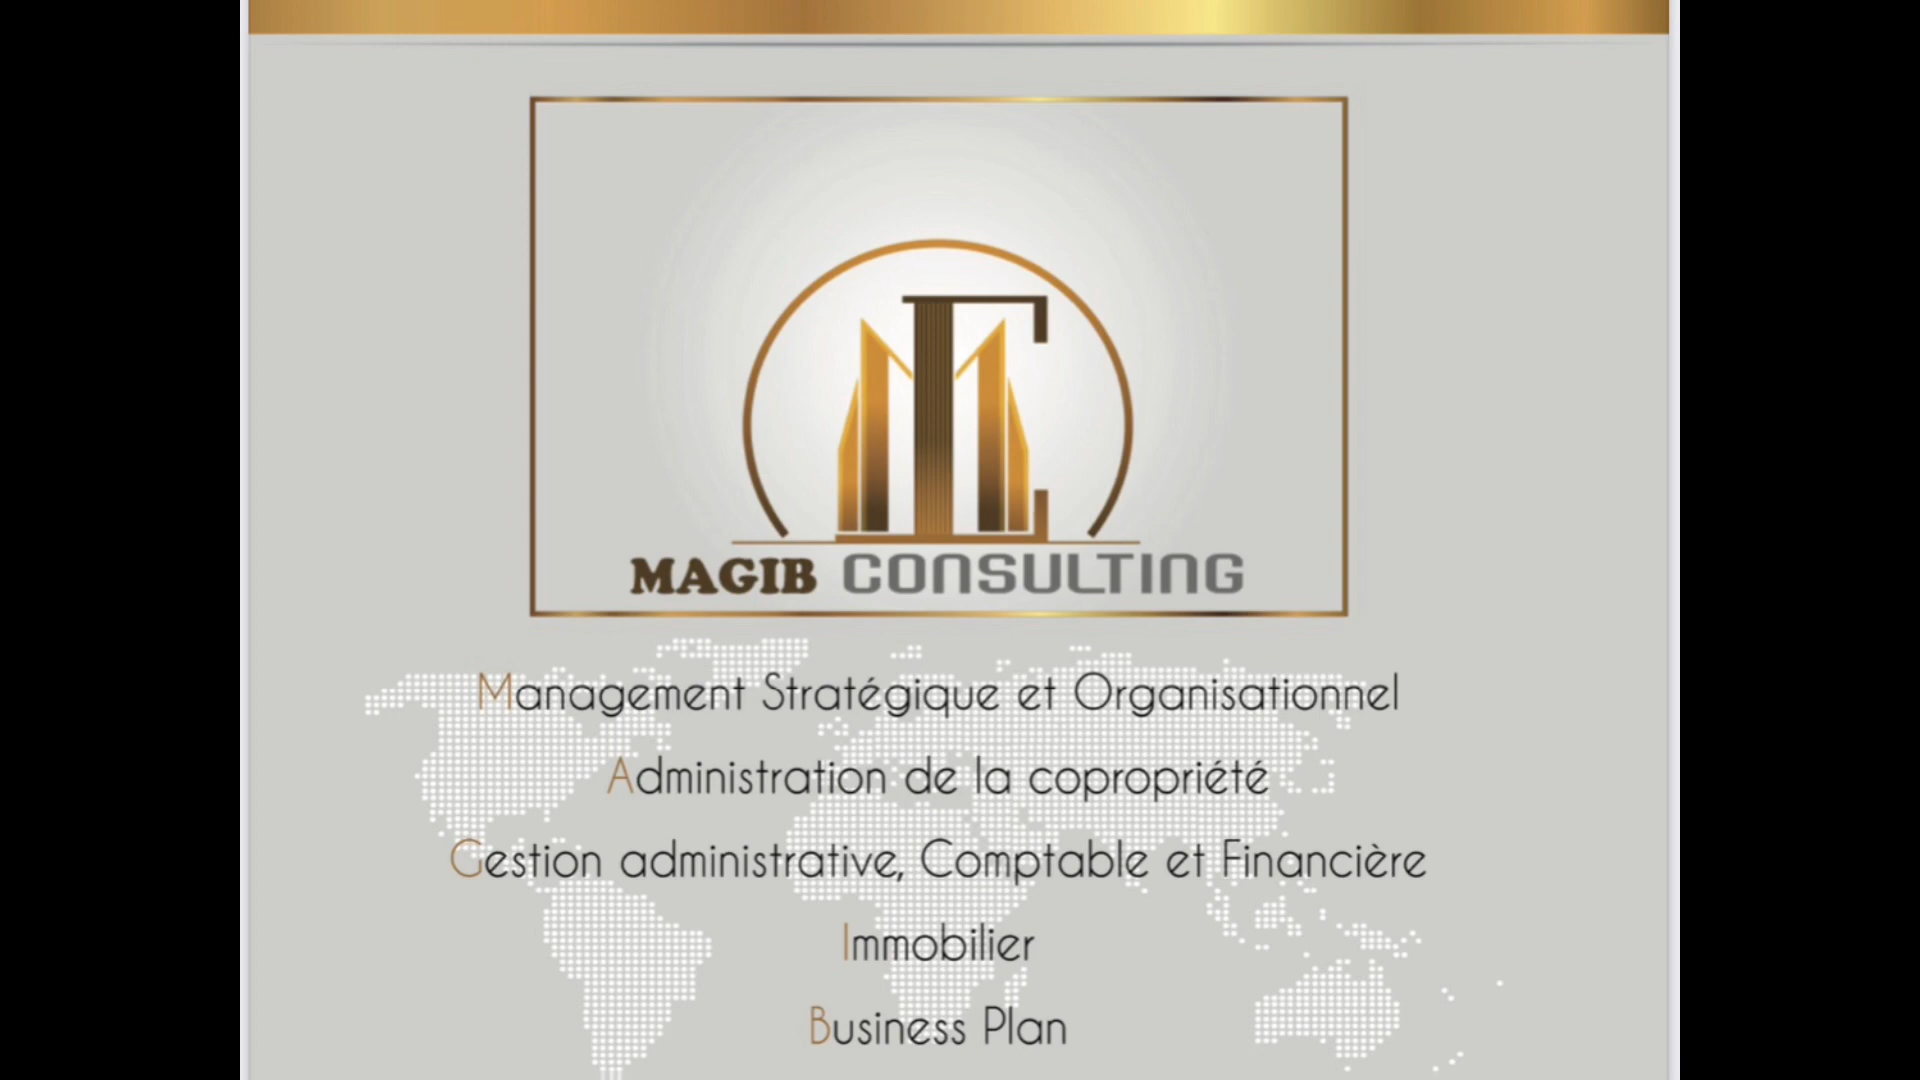 MAGIB CONSULTING
Management Stratégique et Organisationnel
Administration de la copropriété
Gestion administrative, Comptable et Financière
Immobilier
Business Plan